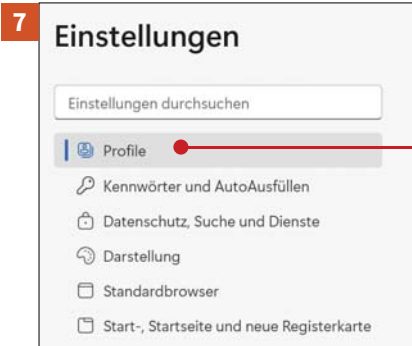 7
Einstellungen
Einstellungen durchsuchen
Profile
Kennwörter und AutoAusfüllen
Datenschutz, Suche und Dienste
Darstellung
Standardbrowser
Start-, Startseite und neue Registerkarte